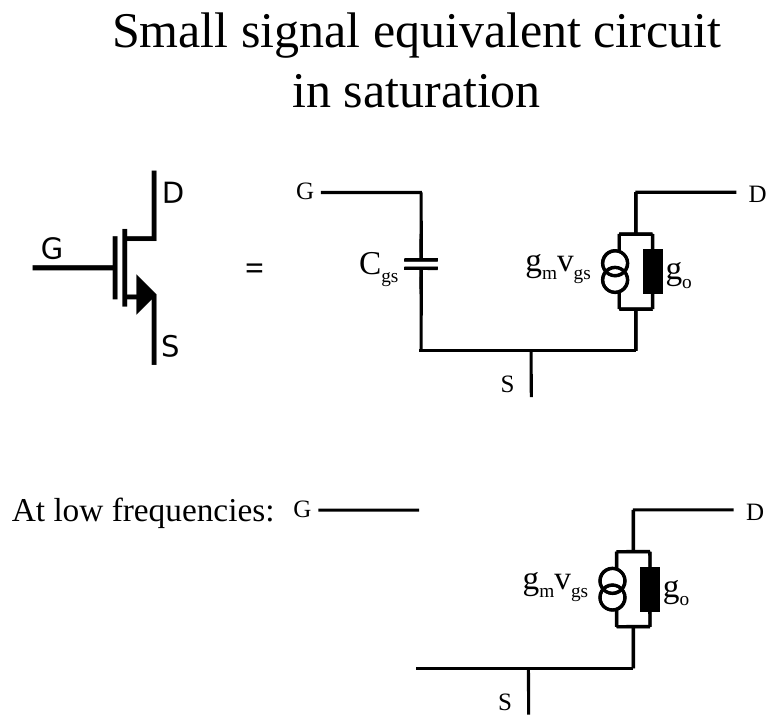 Small signal equivalent circuit
in saturation
D
G
S
=
G
D
Cgs
gmvgs
go
S
At low frequencies:
G
D
gmvgs
go
S